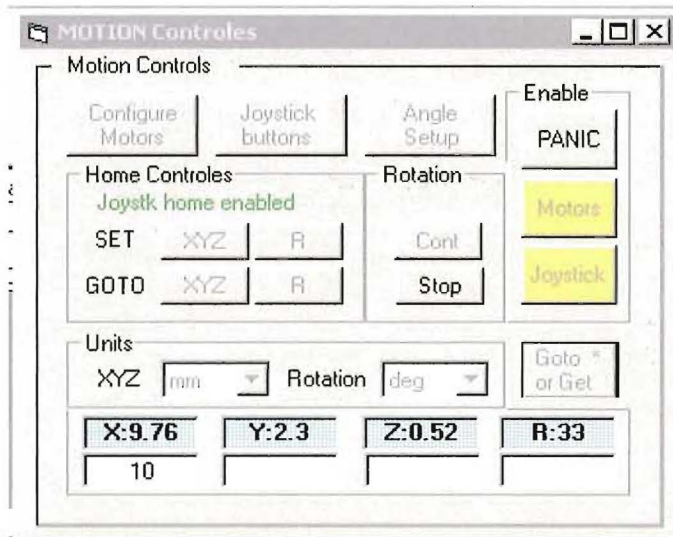 MOTION Controles
Motion Controls
Configure Motors
Joystick buttons
Angle Setup
Enable
PANIC
Motors
Joystick
Home Controles
Joystk home enabled
SET XYZ R
GOTO XYZ R
Rotation
Cont
Stop
Units
XYZ mm Rotation deg
Goto *
or Get
X:9.76 Y:2.3 Z:0.52 R:33
10